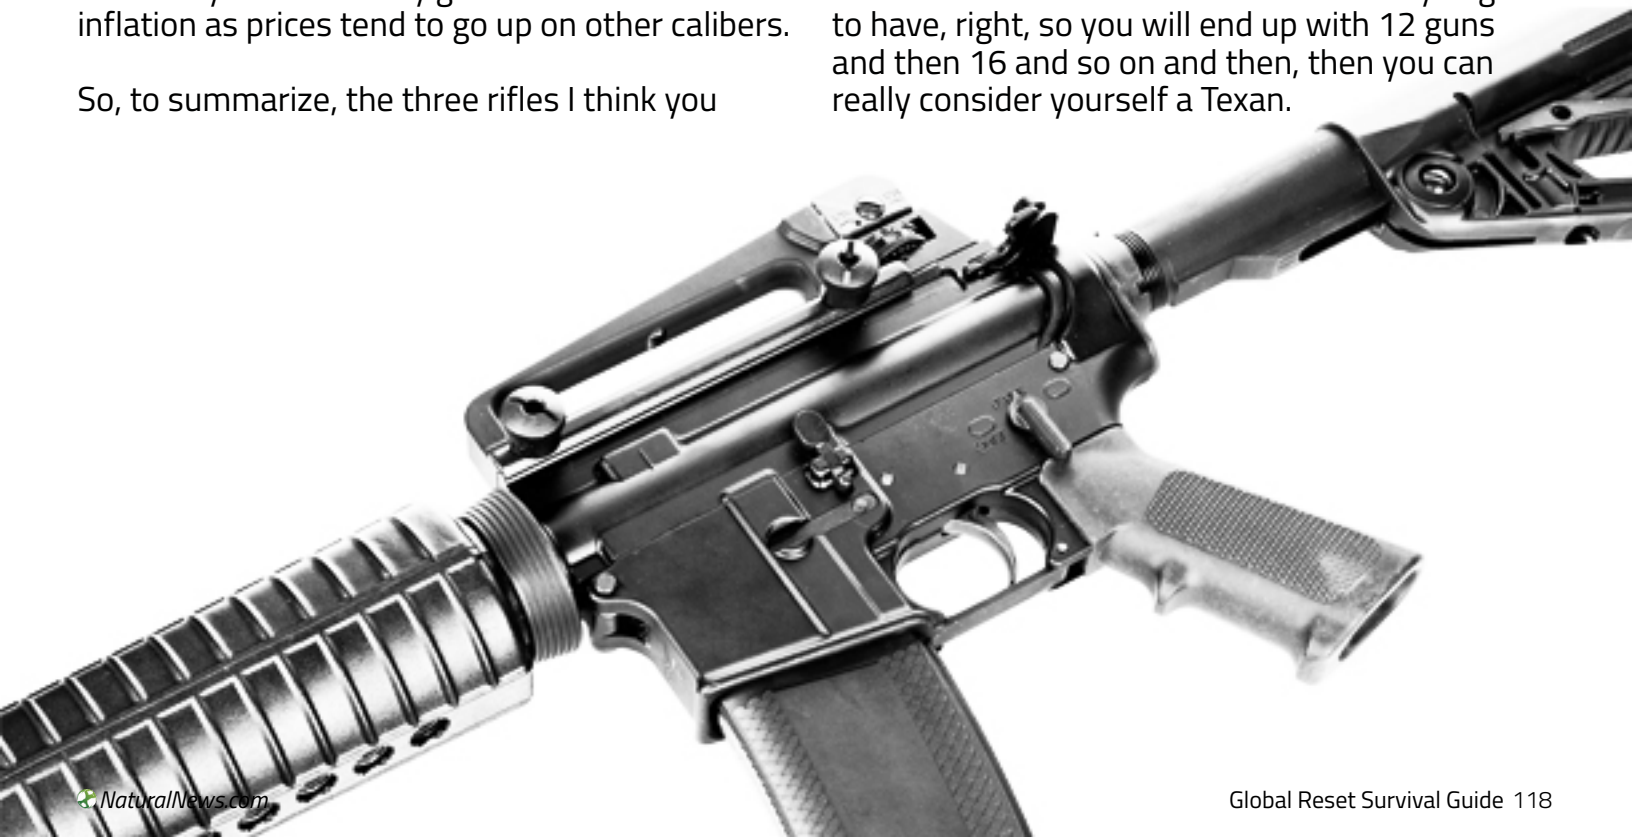 inflation as prices tend to go up on other calibers.
So, to summarize, the three rifles I think you
to have, right, so you will end up with 12 guns
and then 16 and so on and then, then you can
really consider yourself a Texan.
NaturalNews.com
Global Reset Survival Guide 118